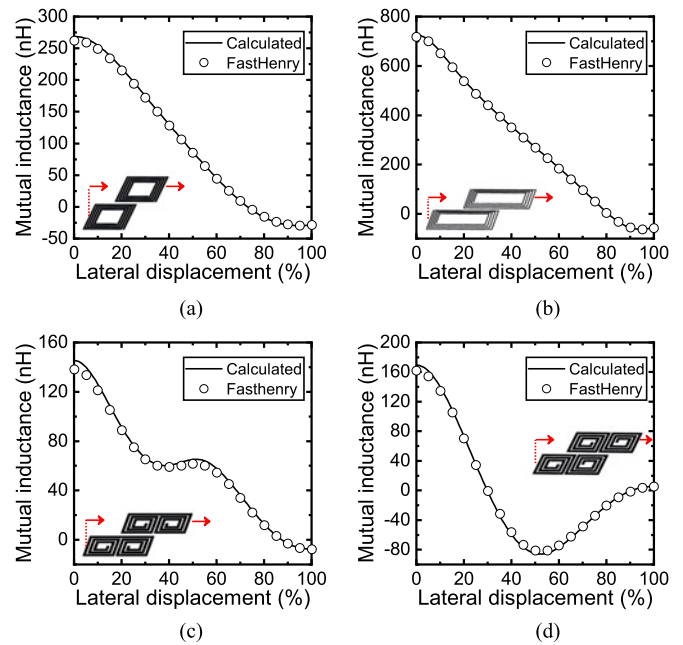 300
250
200
150
100
50
0
-50
Mutual inductance (nH)
Calculated
FastHenry
0 20 40 60 80 100
Lateral displacement (%)
(a)
800
600
400
200
0
Mutual inductance (nH)
Calculated
FastHenry
0 20 40 60 80 100
Lateral displacement (%)
(b)
160
120
80
40
0
Mutual inductance (nH)
Calculated
Fasthenry
0 20 40 60 80 100
Lateral displacement (%)
(c)
200
160
120
80
40
0
-40
-80
Mutual inductance (nH)
Calculated
FastHenry
0 20 40 60 80 100
Lateral displacement (%)
(d)